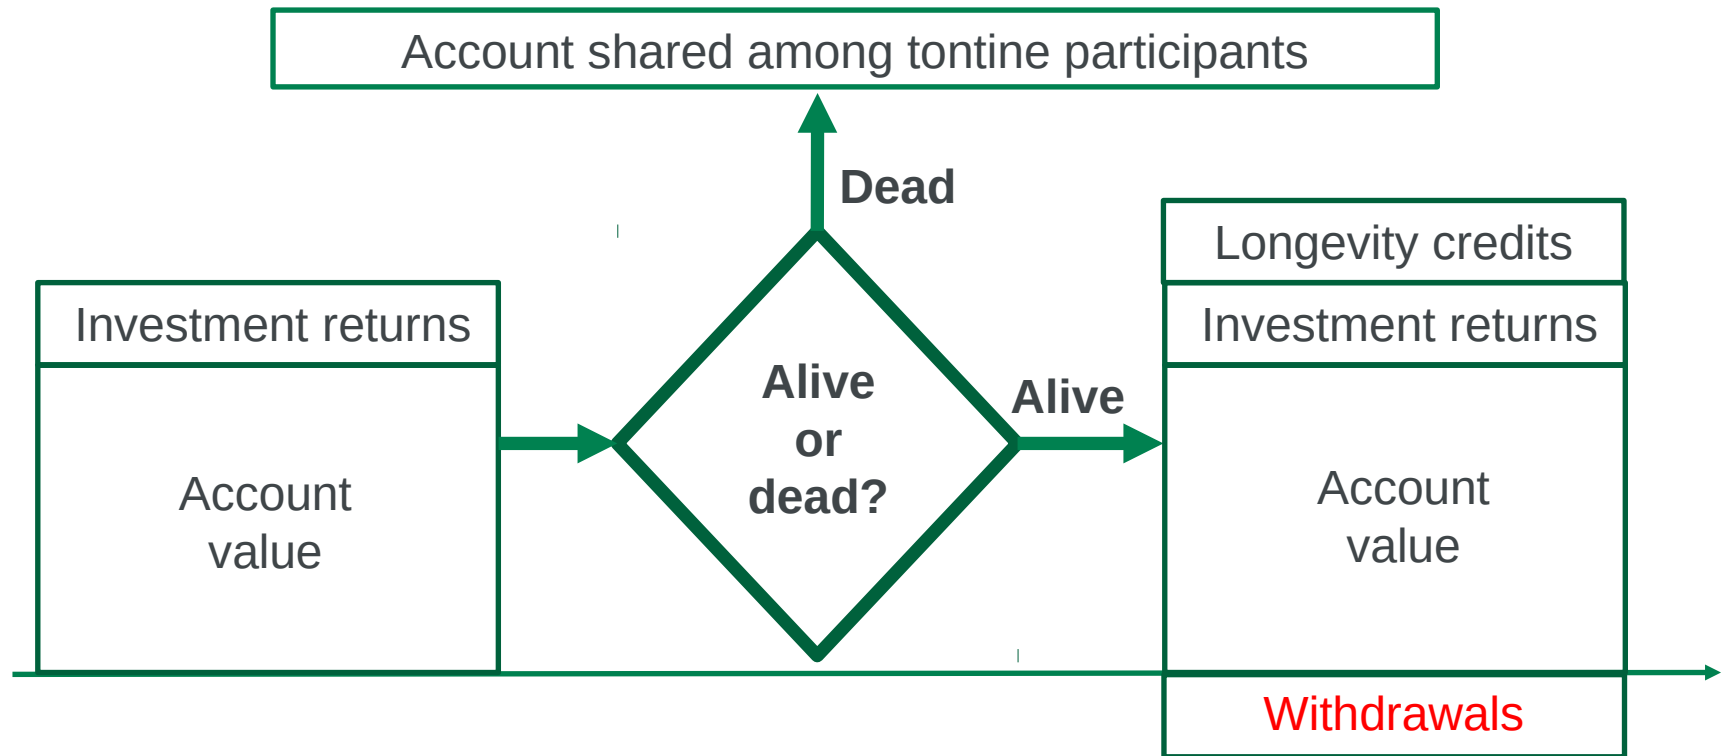 Account shared among tontine participants
Dead
Longevity credits
Investment returns
Investment returns
Alive
or
dead?
Alive
Account
value
Account
value
Withdrawals